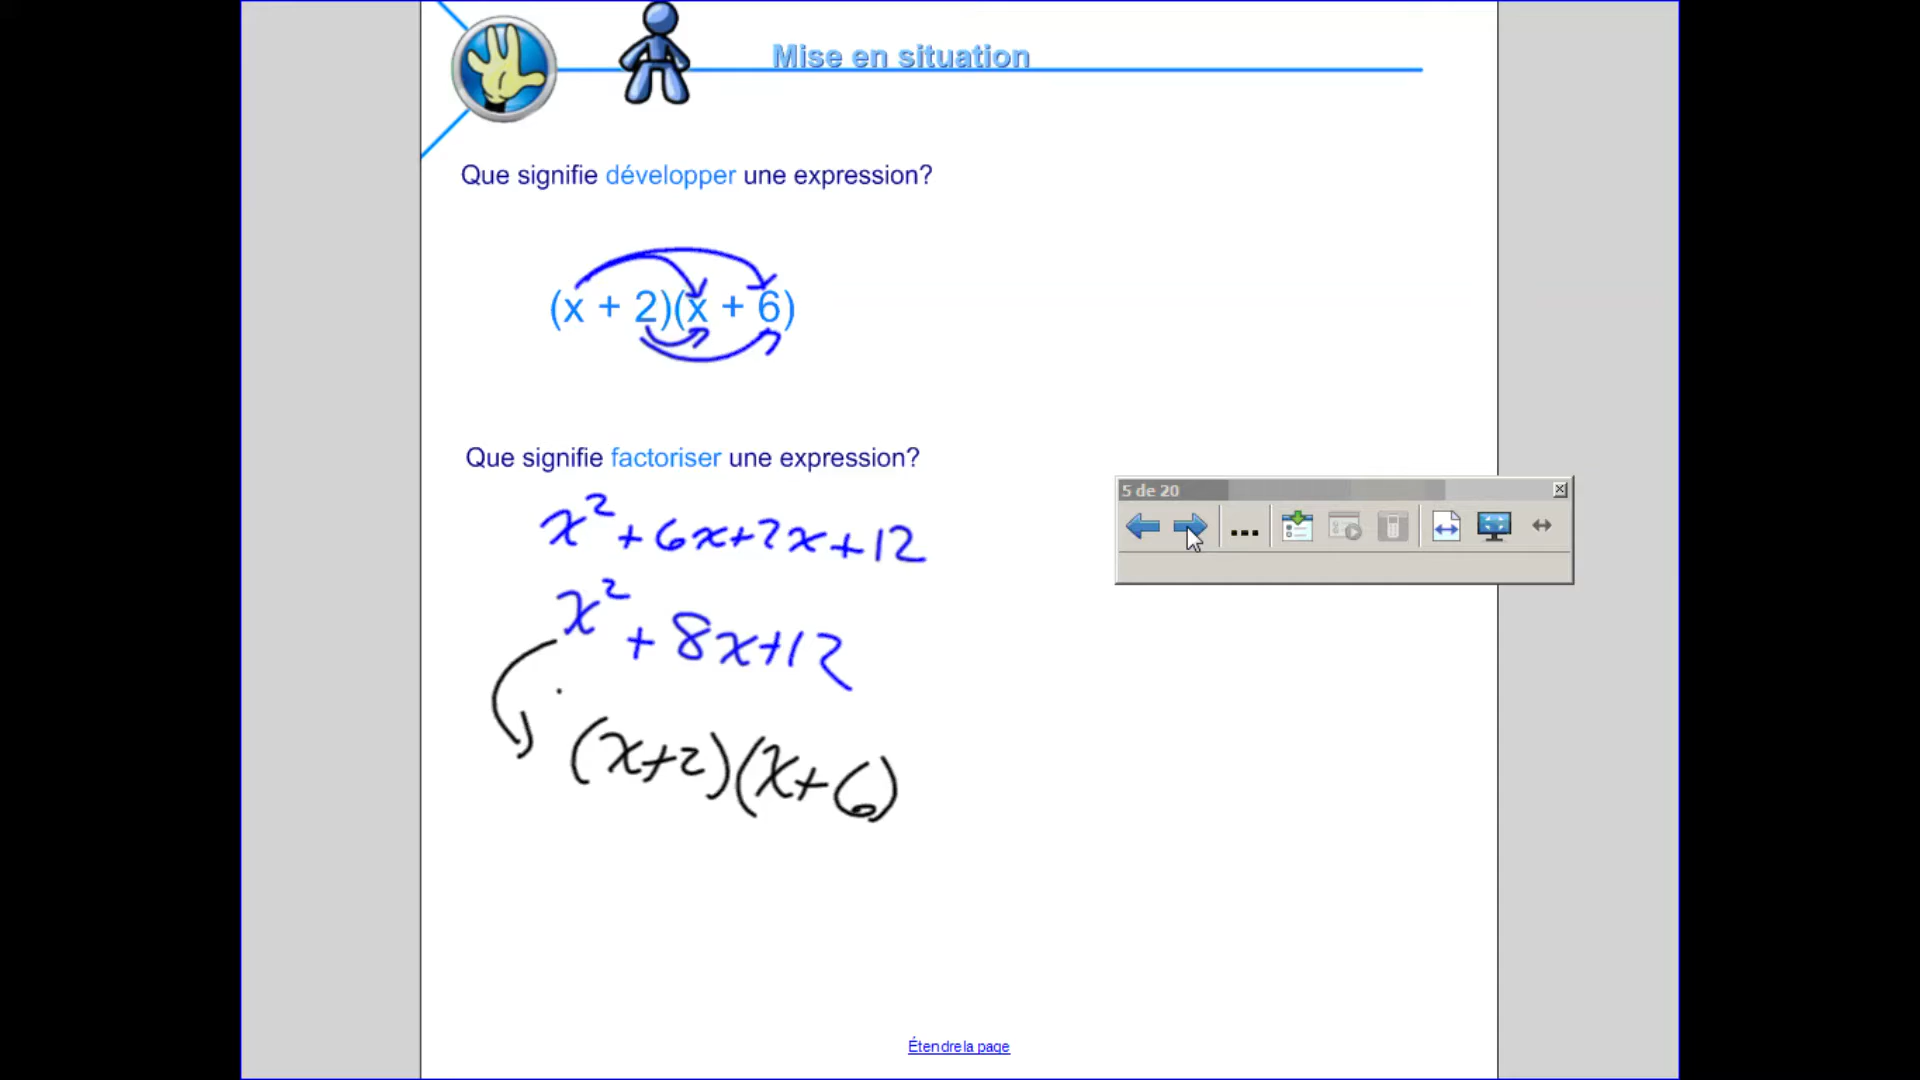 Mise en situation
Que signifie développer une expression?
(x + 2)(x + 6)
Que signifie factoriser une expression?
x² + 6x + 2x + 12
x² + 8x + 12
(x+2)(x+6)
5 de 20
Étendre la page